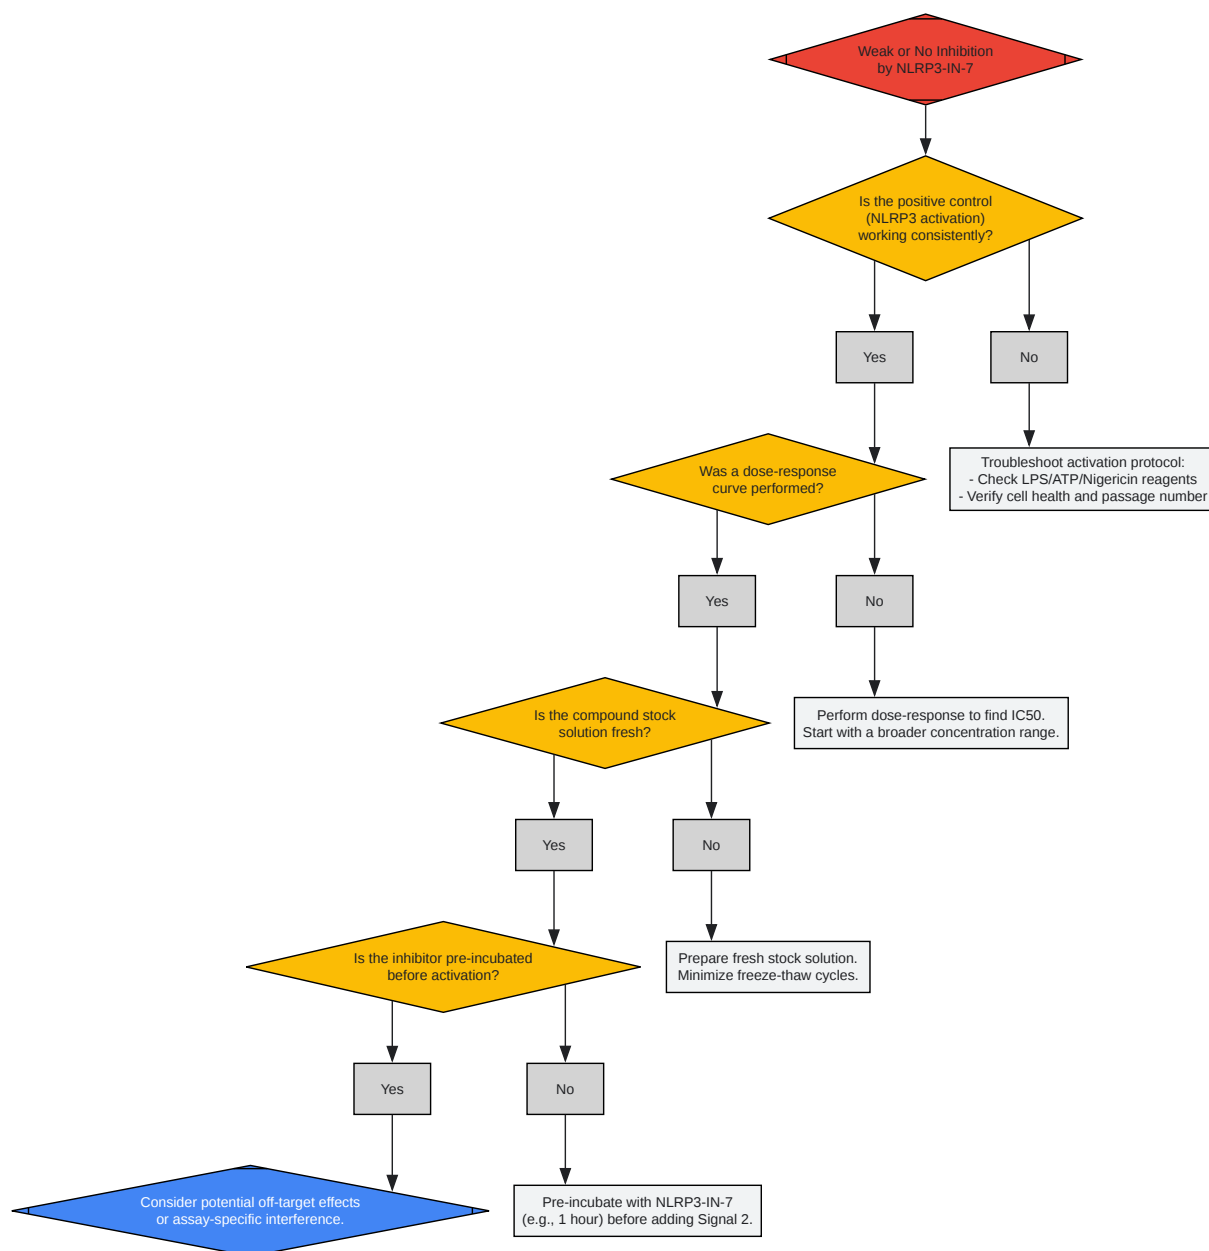 Weak or No Inhibition
by NLRP3-IN-7
Is the positive control
(NLRP3 activation)
working consistently?
Yes
No
Troubleshoot activation protocol:
- Check LPS/ATP/Nigericin reagents
- Verify cell health and passage number
Was a dose-response
curve performed?
Yes
No
Perform dose-response to find IC50.
Start with a broader concentration range.
Is the compound stock
solution fresh?
Yes
No
Prepare fresh stock solution.
Minimize freeze-thaw cycles.
Is the inhibitor pre-incubated
before activation?
Yes
No
Consider potential off-target effects
or assay-specific interference.
Pre-incubate with NLRP3-IN-7
(e.g., 1 hour) before adding Signal 2.